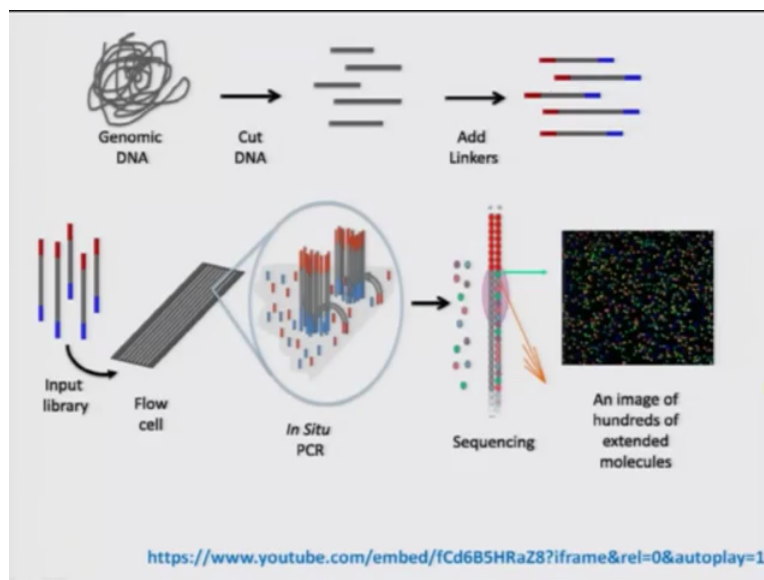 Genomic
DNA
Cut
DNA
Add
Linkers
Input
library
Flow
cell
In Situ
PCR
Sequencing
An image of
hundreds of
extended
molecules
https://www.youtube.com/embed/fCd6B5HRaZ8?iframe&rel=0&autoplay=1